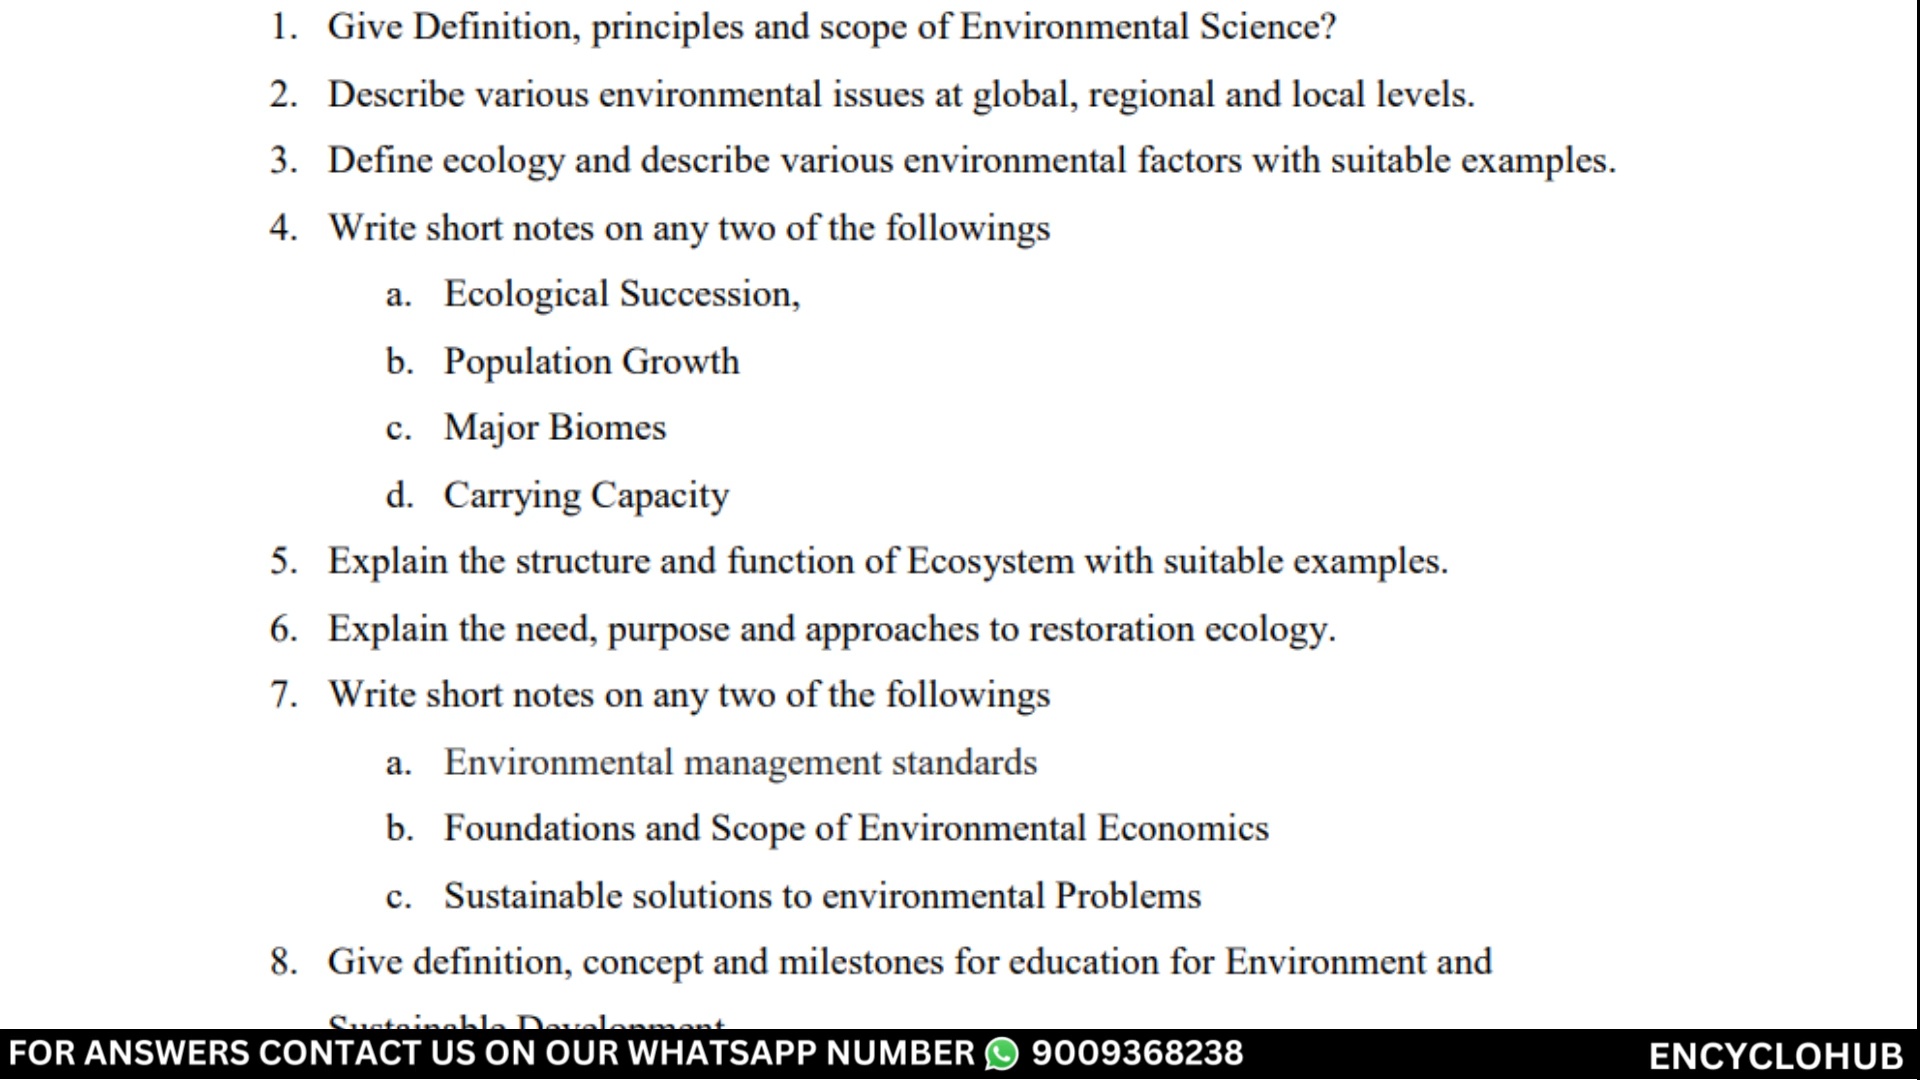 1. Give Definition, principles and scope of Environmental Science?
2. Describe various environmental issues at global, regional and local levels.
3. Define ecology and describe various environmental factors with suitable examples.
4. Write short notes on any two of the followings
a. Ecological Succession,
b. Population Growth
c. Major Biomes
d. Carrying Capacity
5. Explain the structure and function of Ecosystem with suitable examples.
6. Explain the need, purpose and approaches to restoration ecology.
7. Write short notes on any two of the followings
a. Environmental management standards
b. Foundations and Scope of Environmental Economics
c. Sustainable solutions to environmental Problems
8. Give definition, concept and milestones for education for Environment and
Sustainable Development
FOR ANSWERS CONTACT US ON OUR WHATSAPP NUMBER 9009368238 ENCYCLOHUB